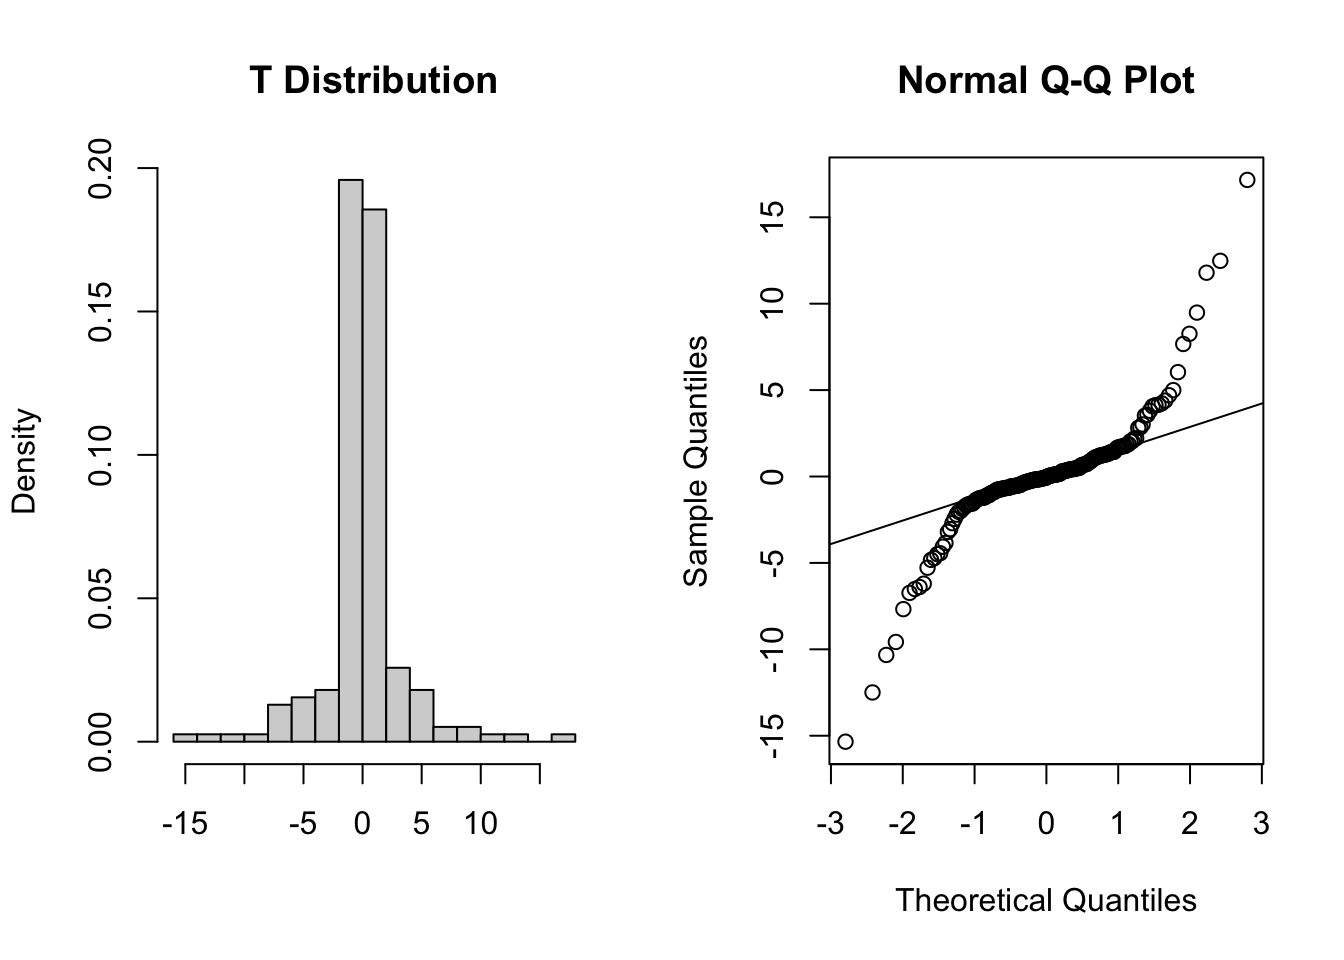 T Distribution
Density
0.20
0.15
0.10
0.05
0.00
-15 -5 0 5 10
Normal Q-Q Plot
Sample Quantiles
15
10
5
0
-5
-10
-15
-3 -2 -1 0 1 2 3
Theoretical Quantiles